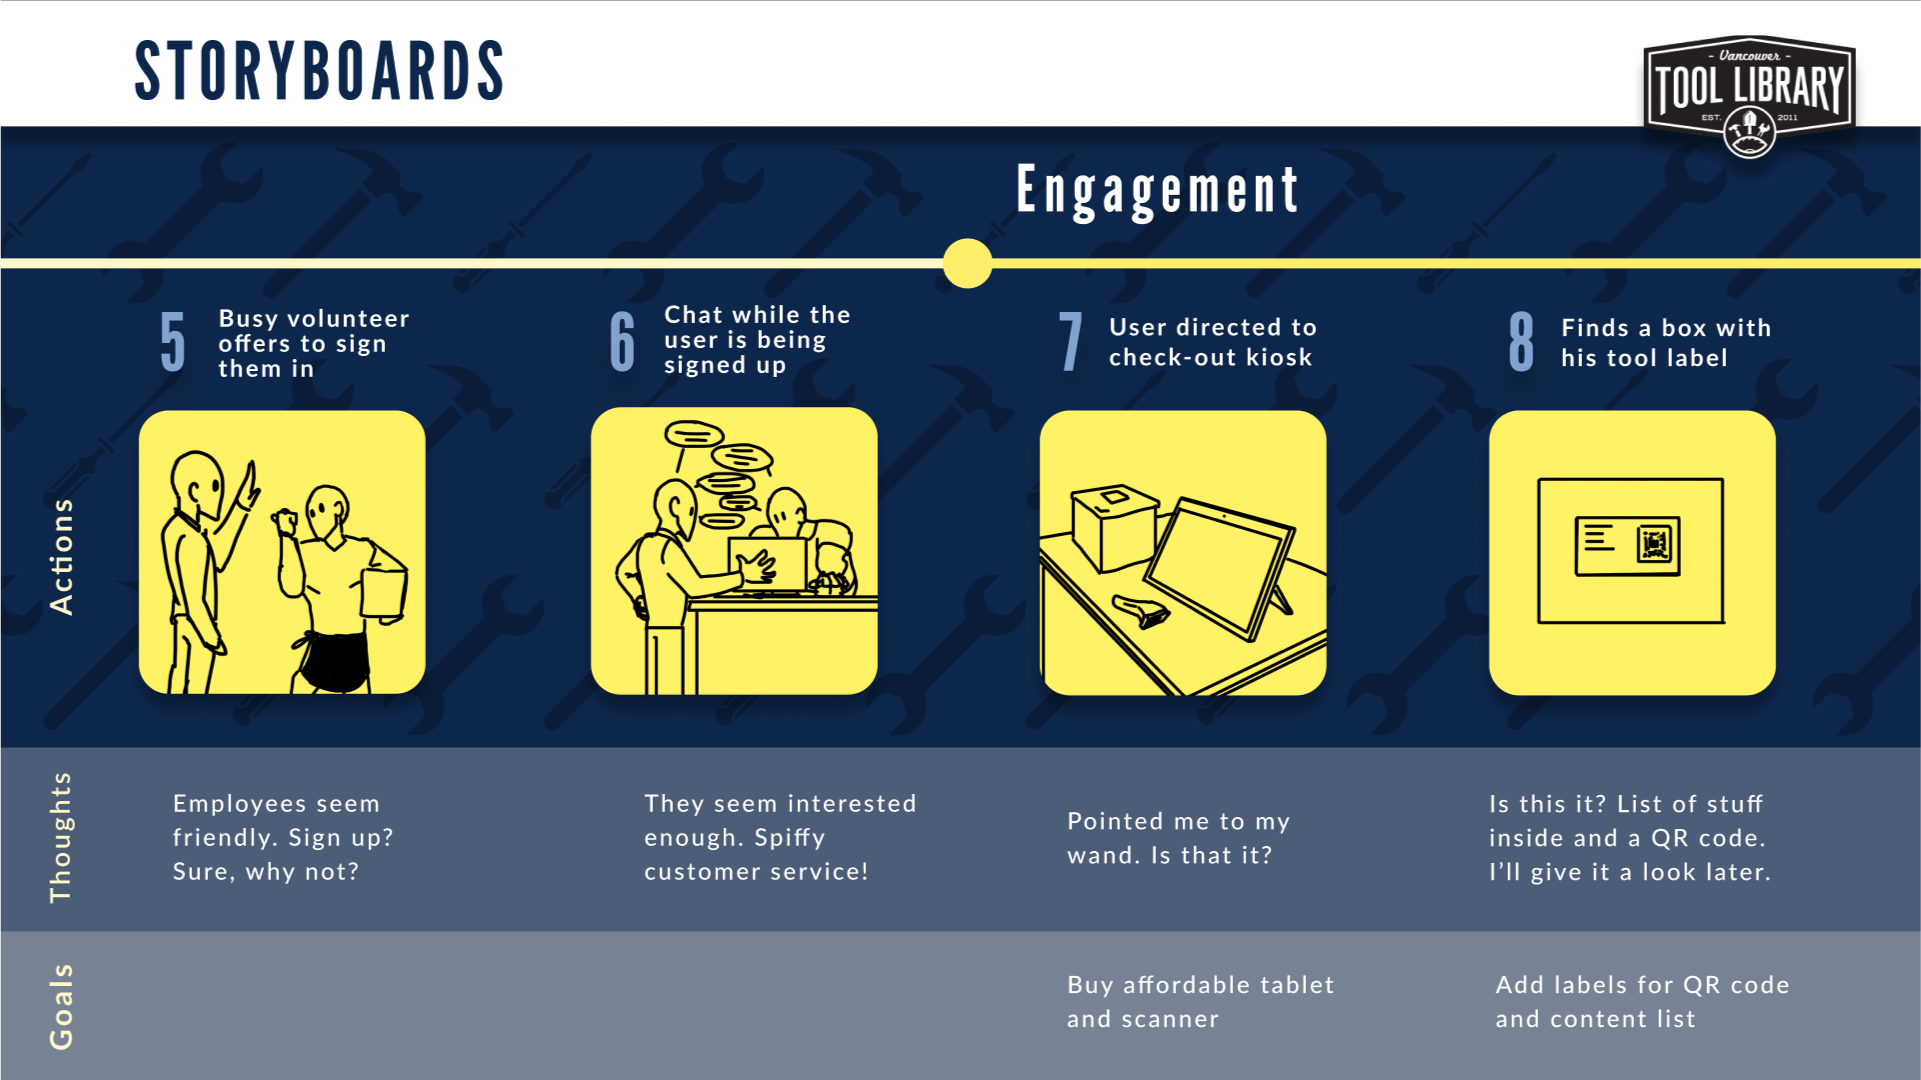 STORYBOARDS
- Vancouver -
TOOL LIBRARY
EST. 2011
Engagement
5
Busy volunteer
offers to sign
them in
6
Chat while the
user is being
signed up
7
User directed to
check-out kiosk
8
Finds a box with
his tool label
Actions
Thoughts
Employees seem
friendly. Sign up?
Sure, why not?
They seem interested
enough. Spiffy
customer service!
Pointed me to my
wand. Is that it?
Is this it? List of stuff
inside and a QR code.
I’ll give it a look later.
Goals
Buy affordable tablet
and scanner
Add labels for QR code
and content list